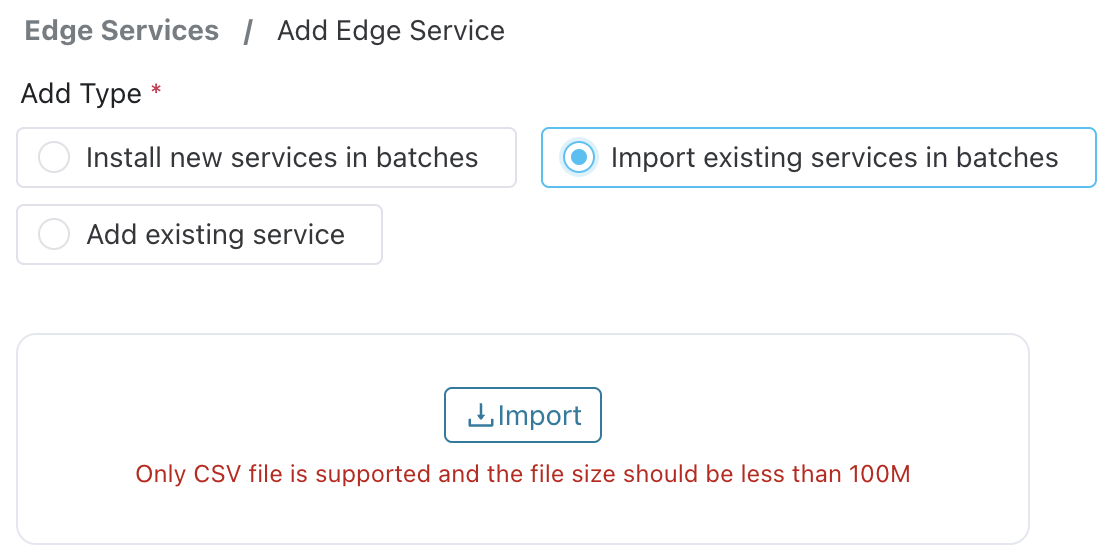 Edge Services / Add Edge Service
Add Type *
Install new services in batches Import existing services in batches
Add existing service
Import
Only CSV file is supported and the file size should be less than 100M